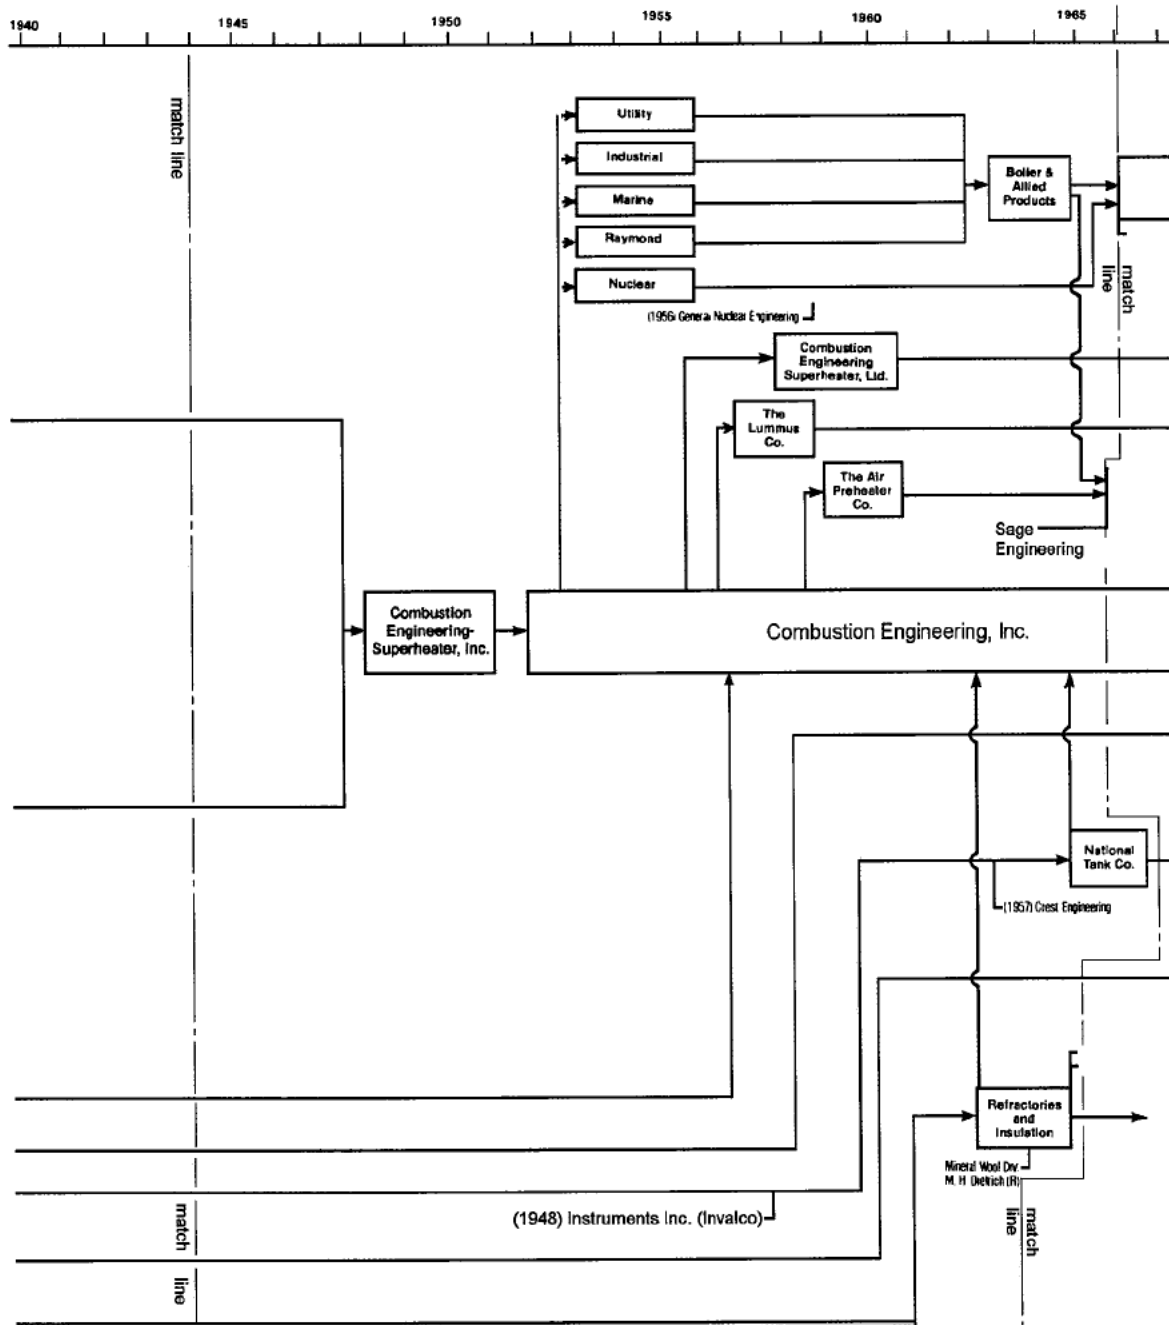 1940 1945 1950 1955 1960 1965
match line
Utility
Industrial
Marine
Raymond
Nuclear
(1956) General Nuclear Engineering
Boiler &
Allied
Products
match
line
Combustion
Engineering
Superheater, Ltd.
The
Lummus
Co.
The Air
Preheater
Co.
Sage
Engineering
Combustion
Engineering-
Superheater, Inc.
Combustion Engineering, Inc.
National
Tank Co.
(1957) Crest Engineering
Refractories
and
Insulation
Mineral Wool Div.
M. H. Dietrich (R)
(1948) Instruments Inc. (Invalco)
match
line
match
line